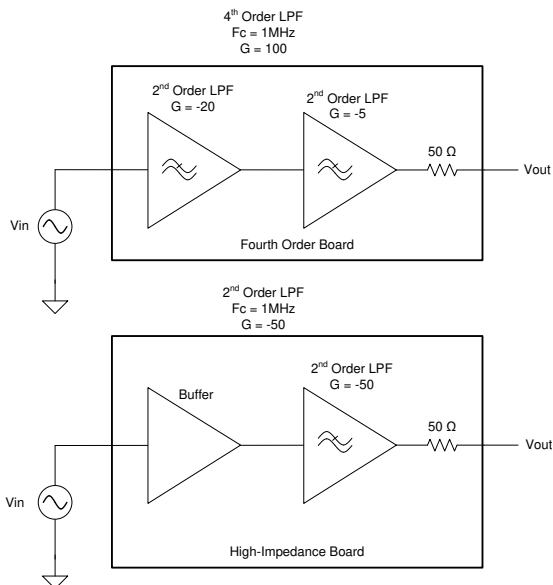 4th Order LPF
Fc = 1MHz
G = 100
2nd Order LPF
G = -20
2nd Order LPF
G = -5
50 Ω
Vout
Vin
Fourth Order Board
2nd Order LPF
Fc = 1MHz
G = -50
Buffer
2nd Order LPF
G = -50
50 Ω
Vout
Vin
High-Impedance Board